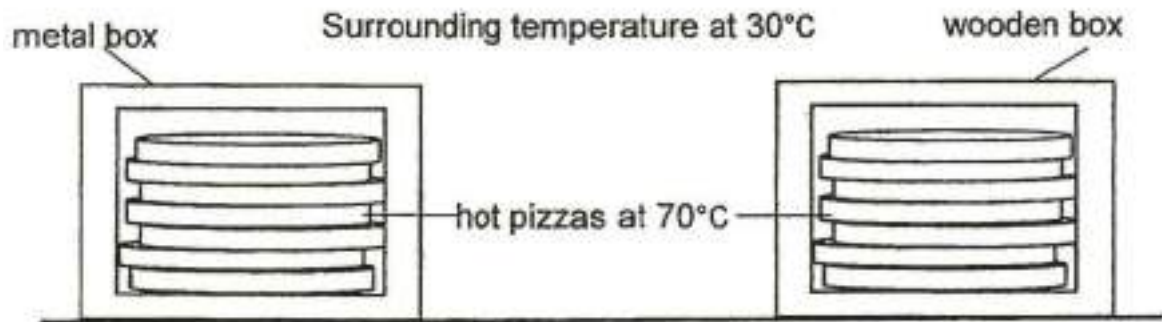 metal box
Surrounding temperature at 30°C
wooden box
hot pizzas at 70°C